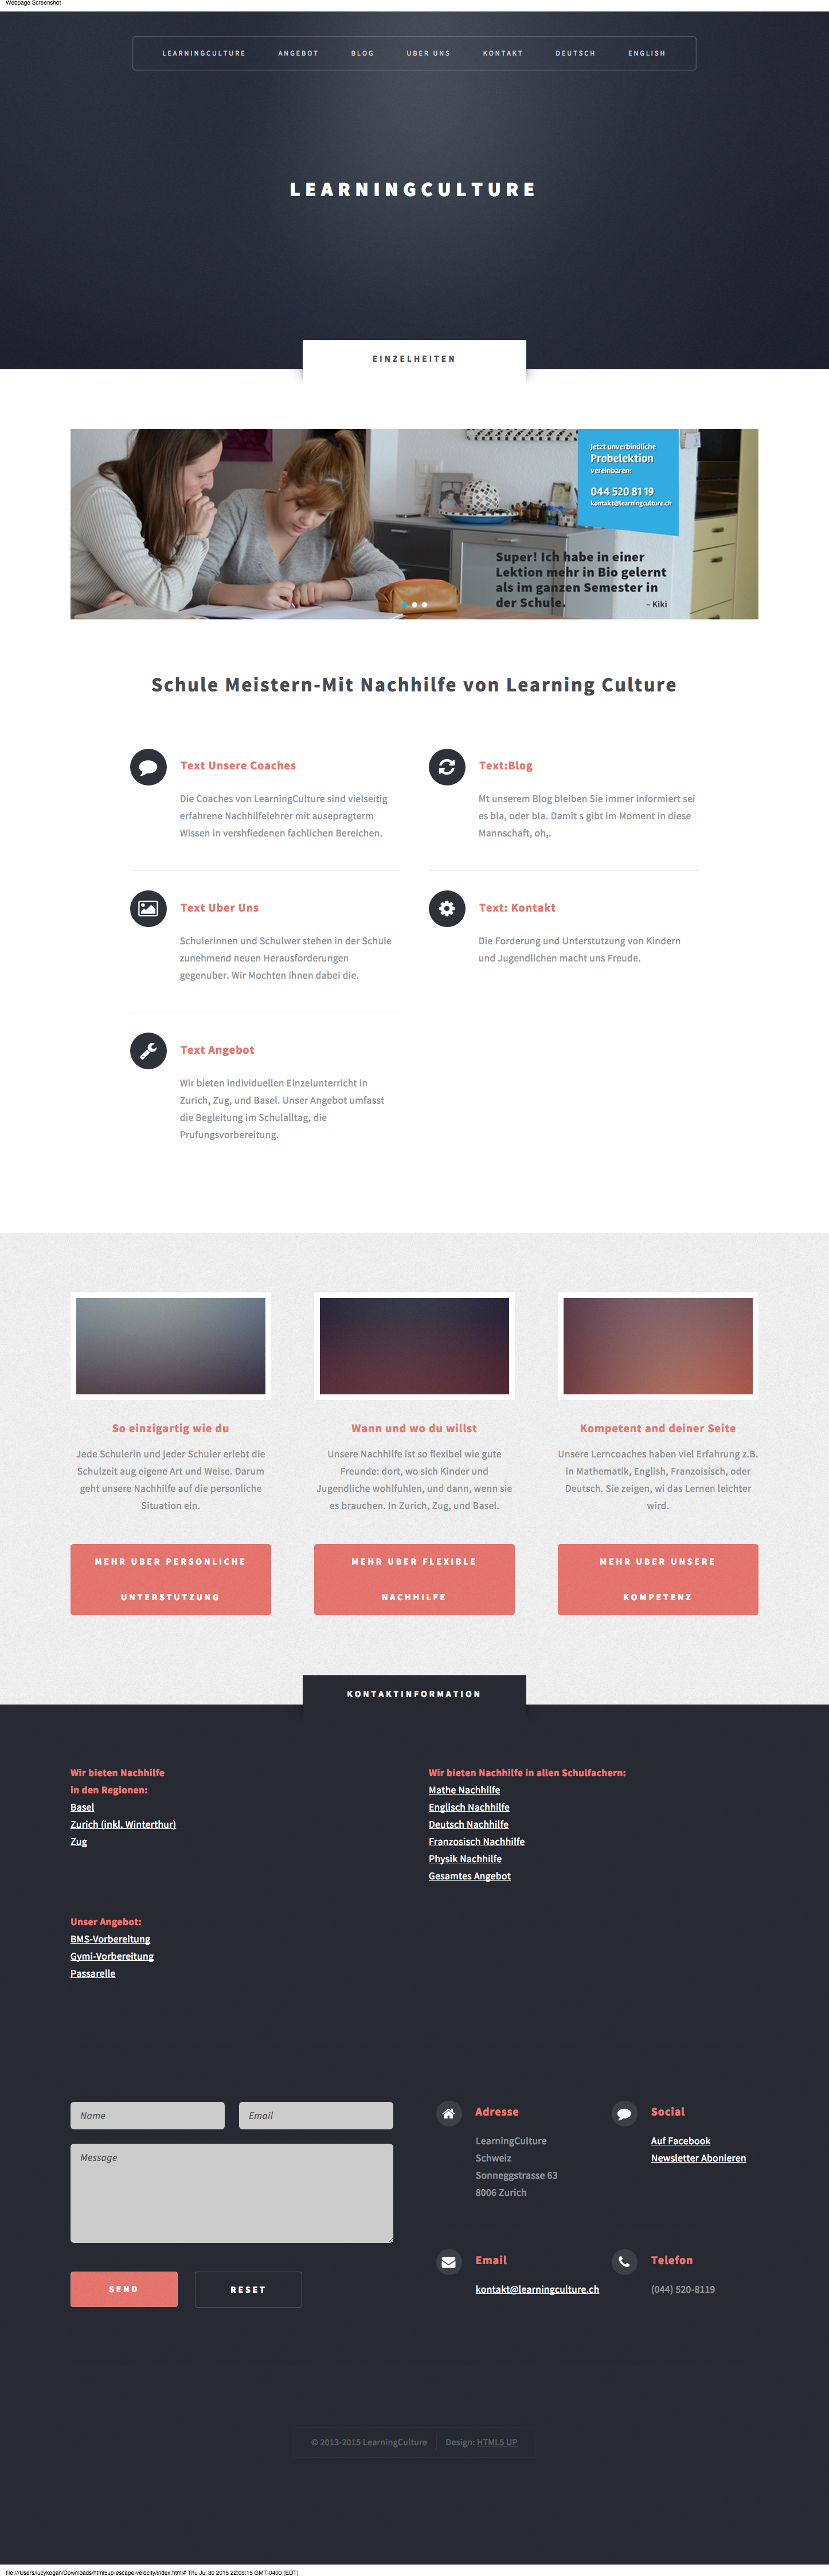 Webpage Screenshot
LEARNINGCULTURE ANGEBOT BLOG UBER UNS KONTAKT DEUTSCH ENGLISH
LEARNINGCULTURE
EINZELHEITEN
Jetzt unverbindliche
Probelektion
vereinbaren:
044 520 81 19
kontakt@learningculture.ch
Super! Ich habe in einer
Lektion mehr in Bio gelernt
als im ganzen Semester in
der Schule. – Kiki
Schule Meistern-Mit Nachhilfe von Learning Culture
Text Unsere Coaches
Die Coaches von LearningCulture sind vielseitig
erfahrene Nachhilfelehrer mit ausepragterm
Wissen in vershfiedenen fachlichen Bereichen.
Text:Blog
Mt unserem Blog bleiben Sie immer informiert sei
es bla, oder bla. Damit s gibt im Moment in diese
Mannschaft, oh,.
Text Uber Uns
Schulerinnen und Schulwer stehen in der Schule
zunehmend neuen Herausforderungen
gegenuber. Wir Mochten ihnen dabei die.
Text: Kontakt
Die Forderung und Unterstutzung von Kindern
und Jugendlichen macht uns Freude.
Text Angebot
Wir bieten individuellen Einzelunterricht in
Zurich, Zug, und Basel. Unser Angebot umfasst
die Begleitung im Schulalltag, die
Prufungsvorbereitung.
So einzigartig wie du
Jede Schulerin und jeder Schuler erlebt die
Schulzeit aug eigene Art und Weise. Darum
geht unsere Nachhilfe auf die personliche
Situation ein.
MEHR UBER PERSONLICHE
UNTERSTUTZUNG
Wann und wo du willst
Unsere Nachhilfe ist so flexibel wie gute
Freunde: dort, wo sich Kinder und
Jugendliche wohlfuhlen, und dann, wenn sie
es brauchen. In Zurich, Zug, und Basel.
MEHR UBER FLEXIBLE
NACHHILFE
Kompetent and deiner Seite
Unsere Lerncoaches haben viel Erfahrung z.B.
in Mathematik, English, Franzoisisch, oder
Deutsch. Sie zeigen, wi das Lernen leichter
wird.
MEHR UBER UNSERE
KOMPETENZ
KONTAKTINFORMATION
Wir bieten Nachhilfe
in den Regionen:
Basel
Zurich (inkl. Winterthur)
Zug
Wir bieten Nachhilfe in allen Schulfachern:
Mathe Nachhilfe
Englisch Nachhilfe
Deutsch Nachhilfe
Franzosisch Nachhilfe
Physik Nachhilfe
Gesamtes Angebot
Unser Angebot:
BMS-Vorbereitung
Gymi-Vorbereitung
Passarelle
Name
Email
Message
SEND
RESET
Adresse
LearningCulture
Schweiz
Sonneggstrasse 63
8006 Zurich
Social
Auf Facebook
Newsletter Abonieren
Email
kontakt@learningculture.ch
Telefon
(044) 520-8119
© 2013-2015 LearningCulture Design: HTML5 UP
file:///Users/lucykogan/Downloads/html5up-escape-velocity/index.html# Thu Jul 30 2015 22:09:15 GMT-0400 (EDT)